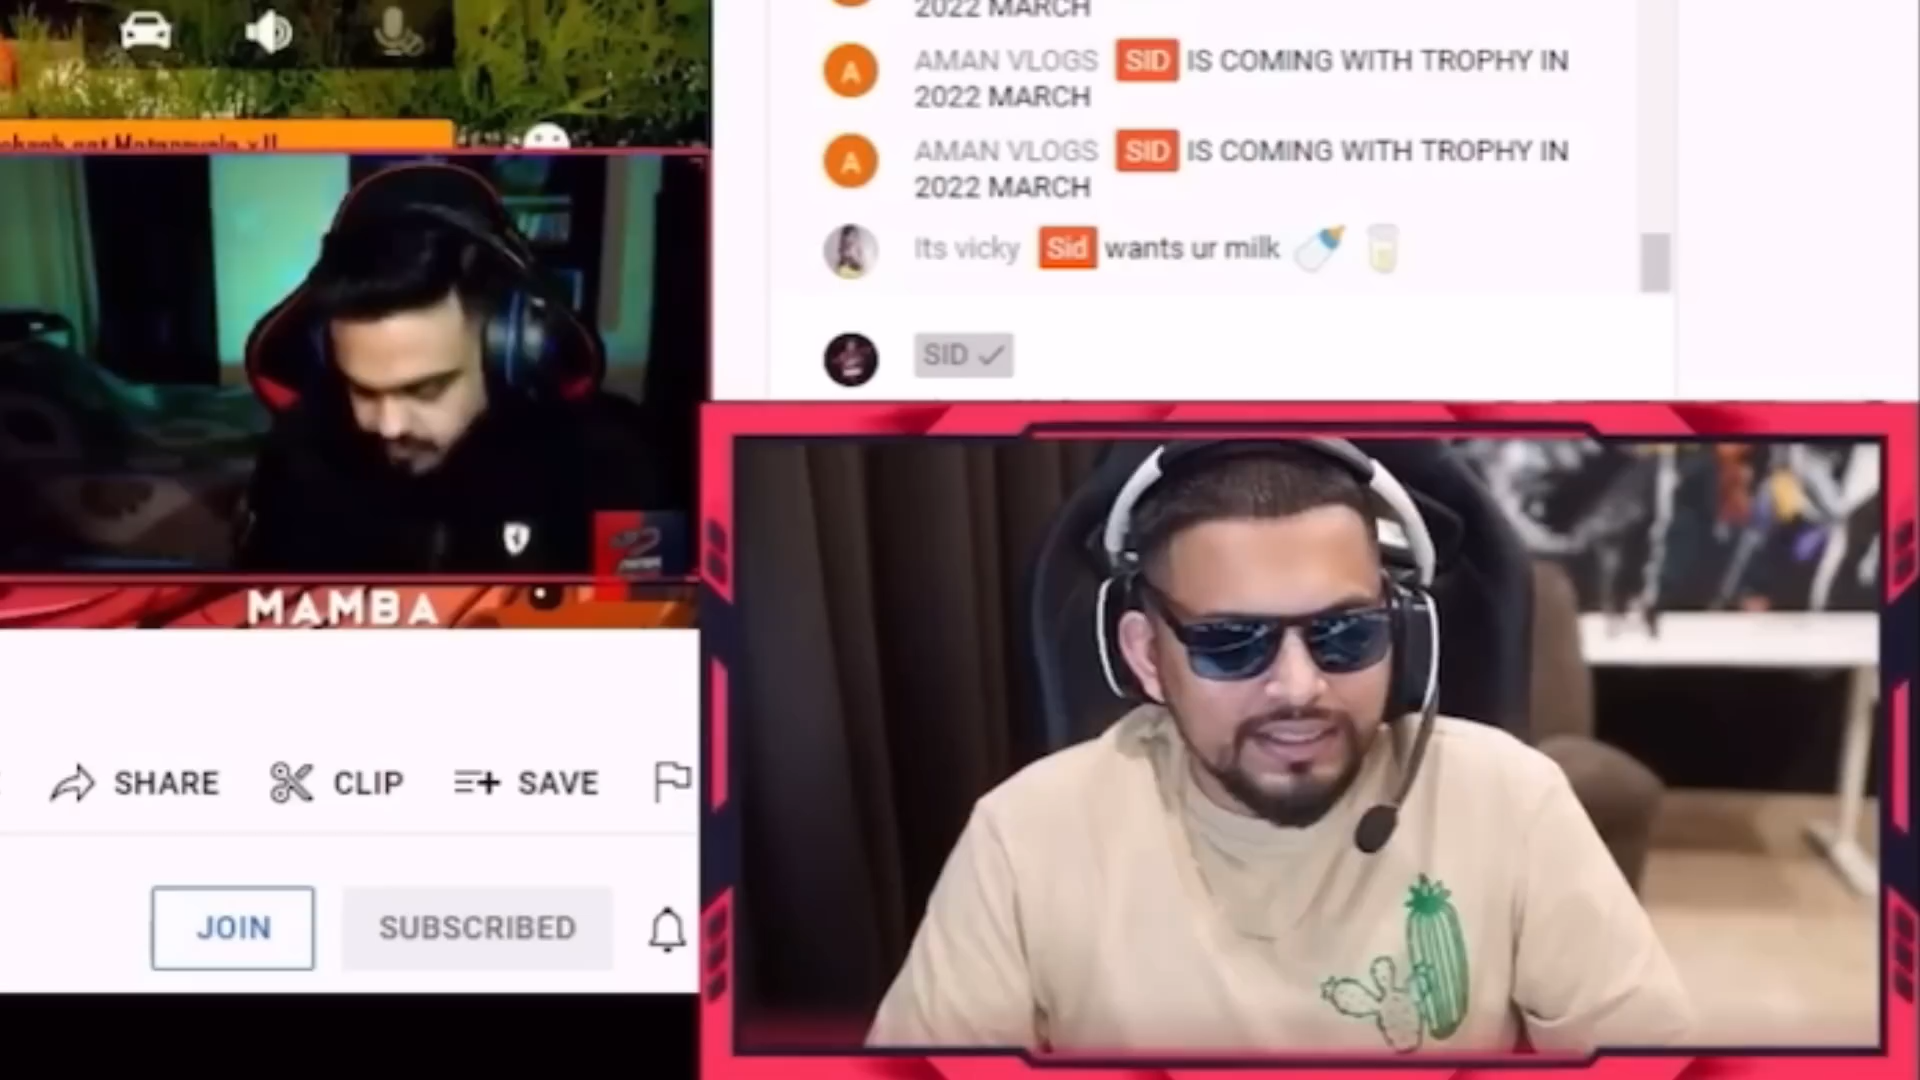 2022 MARCH
A
AMAN VLOGS SID IS COMING WITH TROPHY IN
2022 MARCH
A
AMAN VLOGS SID IS COMING WITH TROPHY IN
2022 MARCH
Its vicky Sid wants ur milk
SID
MAMBA
SHARE CLIP SAVE
JOIN SUBSCRIBED